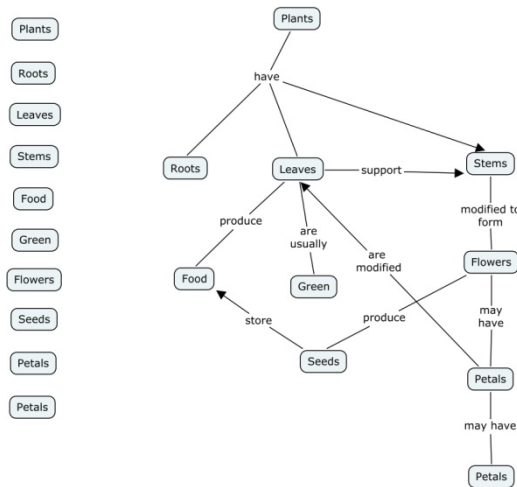 Plants
Roots
Leaves
Stems
Food
Green
Flowers
Seeds
Petals
Petals
Plants
have
Roots
Leaves
support
Stems
produce
are
usually
modified to
form
are
modified
Flowers
Food
Green
store
produce
may
have
Seeds
Petals
may have
Petals